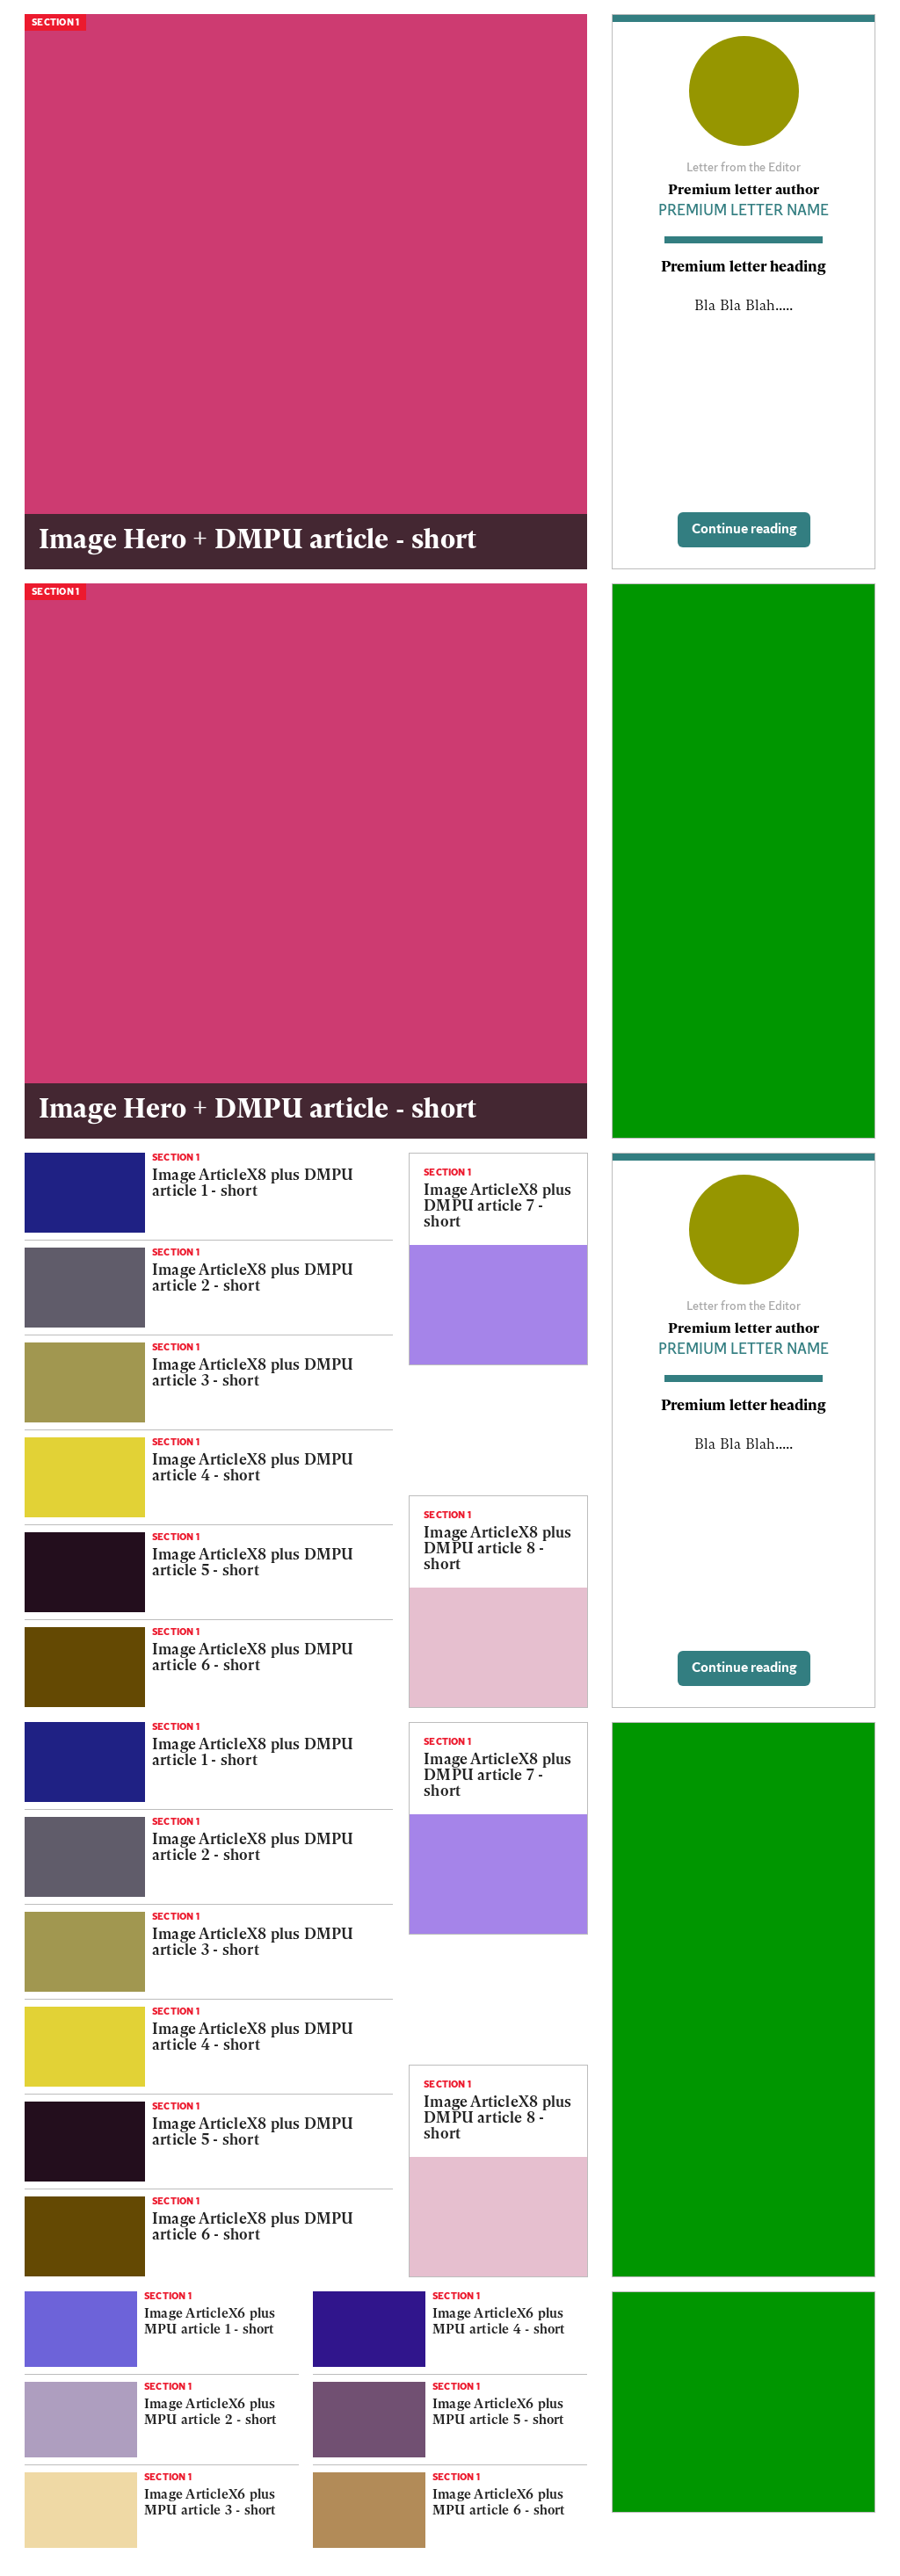 SECTION 1
Image Hero + DMPU article - short
Letter from the Editor
Premium letter author
PREMIUM LETTER NAME
Premium letter heading
Bla Bla Blah.....
Continue reading
SECTION 1
Image Hero + DMPU article - short
SECTION 1
Image ArticleX8 plus DMPU
article 1 - short
SECTION 1
Image ArticleX8 plus DMPU
article 2 - short
SECTION 1
Image ArticleX8 plus DMPU
article 3 - short
SECTION 1
Image ArticleX8 plus DMPU
article 4 - short
SECTION 1
Image ArticleX8 plus DMPU
article 5 - short
SECTION 1
Image ArticleX8 plus DMPU
article 6 - short
SECTION 1
Image ArticleX8 plus
DMPU article 7 -
short
SECTION 1
Image ArticleX8 plus
DMPU article 8 -
short
Letter from the Editor
Premium letter author
PREMIUM LETTER NAME
Premium letter heading
Bla Bla Blah.....
Continue reading
SECTION 1
Image ArticleX8 plus DMPU
article 1 - short
SECTION 1
Image ArticleX8 plus DMPU
article 2 - short
SECTION 1
Image ArticleX8 plus DMPU
article 3 - short
SECTION 1
Image ArticleX8 plus DMPU
article 4 - short
SECTION 1
Image ArticleX8 plus DMPU
article 5 - short
SECTION 1
Image ArticleX8 plus DMPU
article 6 - short
SECTION 1
Image ArticleX8 plus
DMPU article 7 -
short
SECTION 1
Image ArticleX8 plus
DMPU article 8 -
short
SECTION 1
Image ArticleX6 plus
MPU article 1 - short
SECTION 1
Image ArticleX6 plus
MPU article 2 - short
SECTION 1
Image ArticleX6 plus
MPU article 3 - short
SECTION 1
Image ArticleX6 plus
MPU article 4 - short
SECTION 1
Image ArticleX6 plus
MPU article 5 - short
SECTION 1
Image ArticleX6 plus
MPU article 6 - short